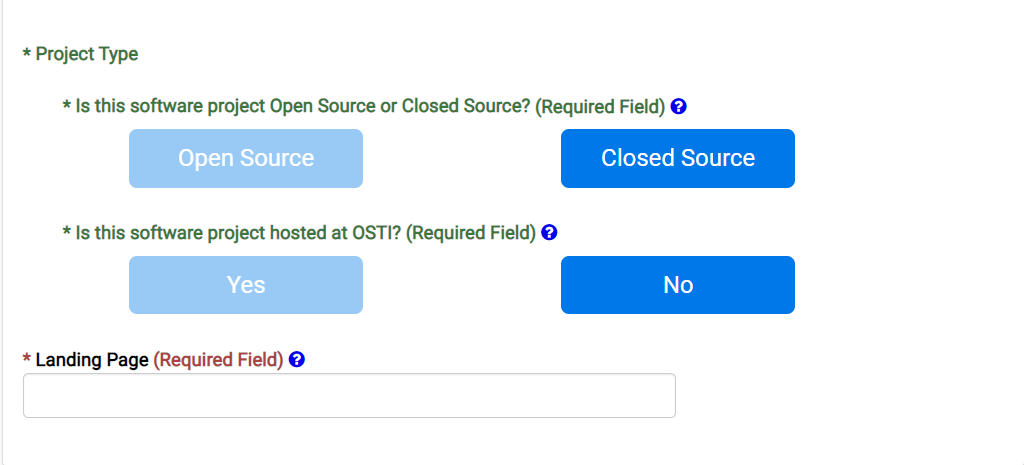 * Project Type
* Is this software project Open Source or Closed Source? (Required Field) ?
Open Source Closed Source
* Is this software project hosted at OSTI? (Required Field) ?
Yes No
* Landing Page (Required Field) ?